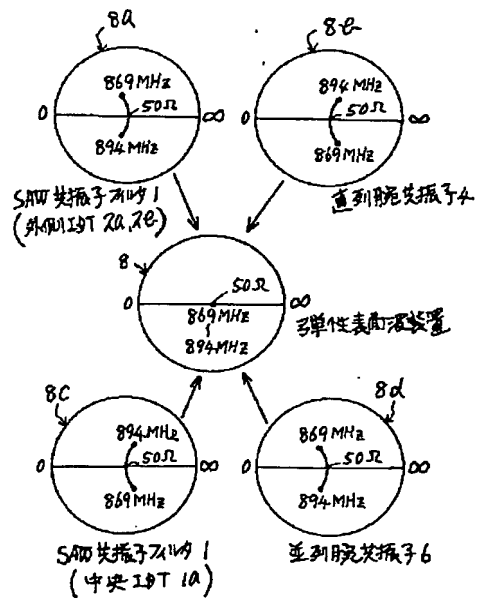 8a
869MHz
50Ω
0
∞
894MHz
SAW共振子フィルタ1
(外側IDT 2a,2b)
8b
894MHz
50Ω
0
∞
869MHz
直列腕共振子4
8
50Ω
0
∞
869MHz
~
894MHz
弾性表面波装置
8c
894MHz
50Ω
0
∞
869MHz
SAW共振子フィルタ1
(中央IDT 1a)
8d
869MHz
50Ω
0
∞
894MHz
並列腕共振子6